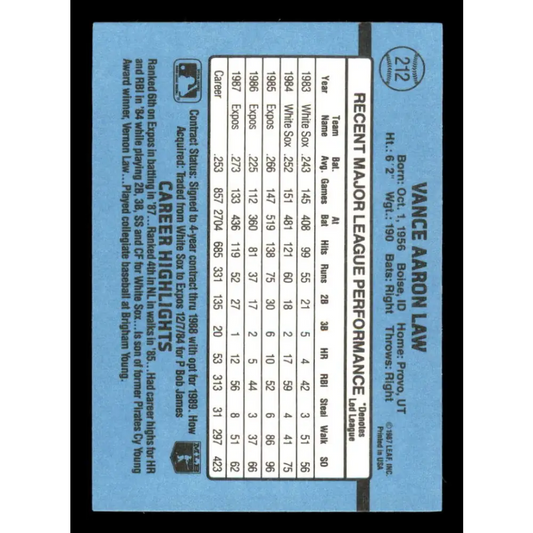 212
VANCE AARON LAW
Born: Oct. 1, 1956 Boise, ID Home: Provo, UT
Ht.: 6' 2" Wgt.: 190 Bats: Right Throws: Right
©1987 LEAF, INC.
Printed in USA
RECENT MAJOR LEAGUE PERFORMANCE *Denotes Led League
Year Team Name Bat. Avg. Games At Bat Hits Runs 2B 3B HR RBI Steal Walk SO
1983 White Sox .243 145 408 99 55 21 5 4 42 3 51 56
1984 White Sox .252 151 481 121 60 18 2 17 59 4 41 75
1985 Expos .266 147 519 138 75 30 6 10 52 6 86 96
1986 Expos .225 112 360 81 37 17 2 5 44 3 37 66
1987 Expos .273 133 436 119 52 27 1 12 56 8 51 62
Career .253 857 2704 685 331 135 20 53 313 31 297 423
Contract Status: Signed to 4-year contract thru 1988 with opt for 1989. How
Acquired: Traded from White Sox to Expos 12/7/84 for P Bob James
CAREER HIGHLIGHTS
Ranked 6th on Expos in batting in '87...Ranked 4th in NL in walks in '85...Had career highs for HR
and RBI in '84 while playing 2B, 3B, SS and CF for White Sox...Is son of former Pirates Cy Young
Award winner, Vernon Law...Played collegiate baseball at Brigham Young.